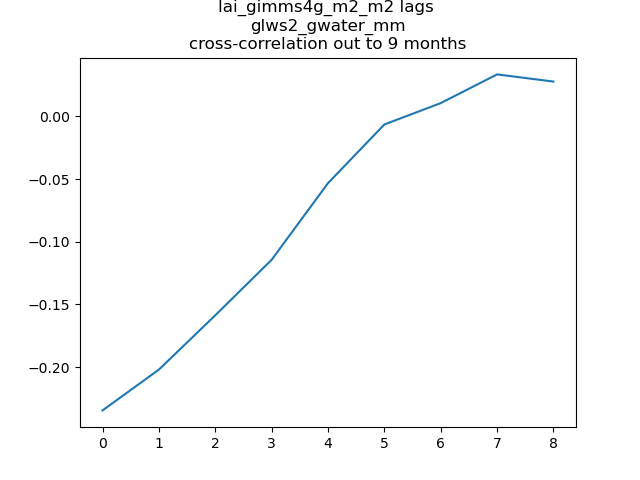 lai_gimms4g_m2_m2 lags
glws2_gwater_mm
cross-correlation out to 9 months
0.00
−0.05
−0.10
−0.15
−0.20
0 1 2 3 4 5 6 7 8